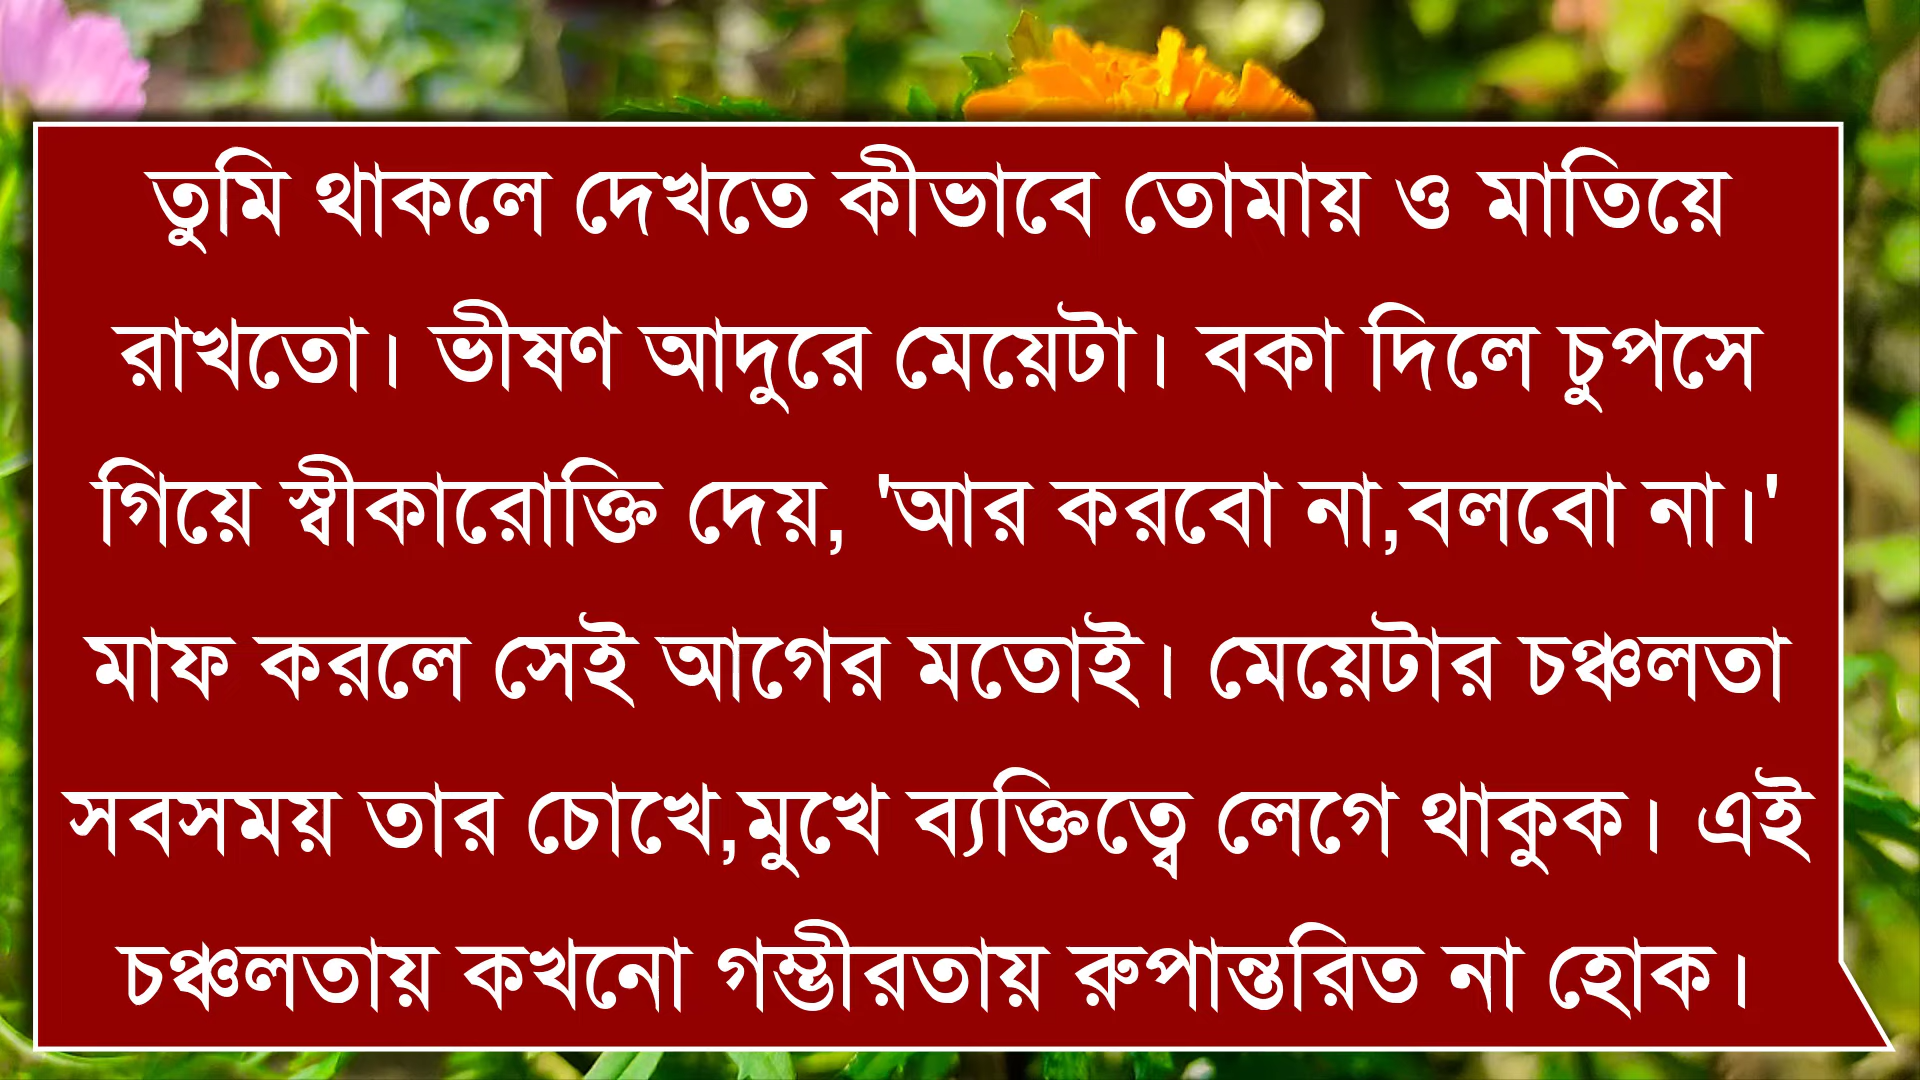 তুমি থাকলে দেখতে কীভাবে তোমায় ও মাতিয়ে
রাখতো। ভীষণ আদুরে মেয়েটা। বকা দিলে চুপসে
গিয়ে স্বীকারোক্তি দেয়, 'আর করবো না,বলবো না।'
মাফ করলে সেই আগের মতোই। মেয়েটার চঞ্চলতা
সবসময় তার চোখে,মুখে ব্যক্তিত্বে লেগে থাকুক। এই
চঞ্চলতায় কখনো গম্ভীরতায় রুপান্তরিত না হোক।